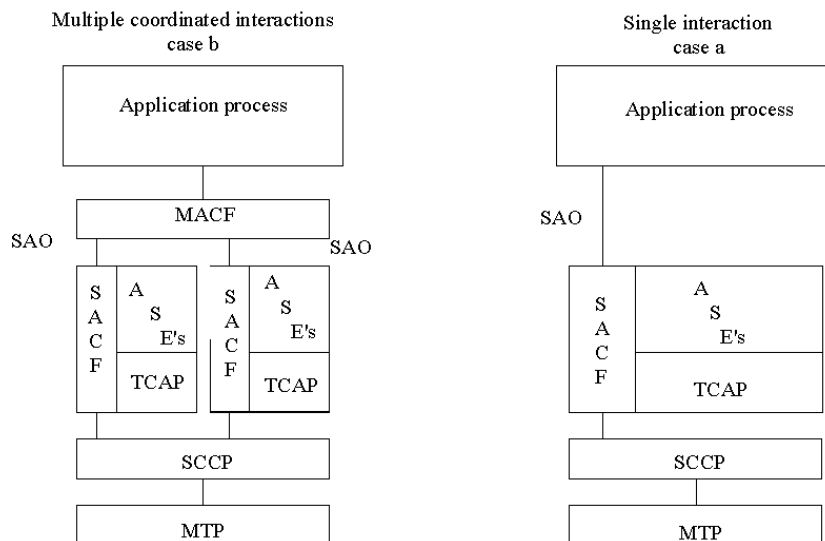 Multiple coordinated interactions
case b
Application process
MACF
SAO
SAO
S
A
C
F
A
S
E's
TCAP
S
A
C
F
A
S
E's
TCAP
SCCP
MTP
Single interaction
case a
Application process
SAO
S
A
C
F
A
S
E's
TCAP
SCCP
MTP